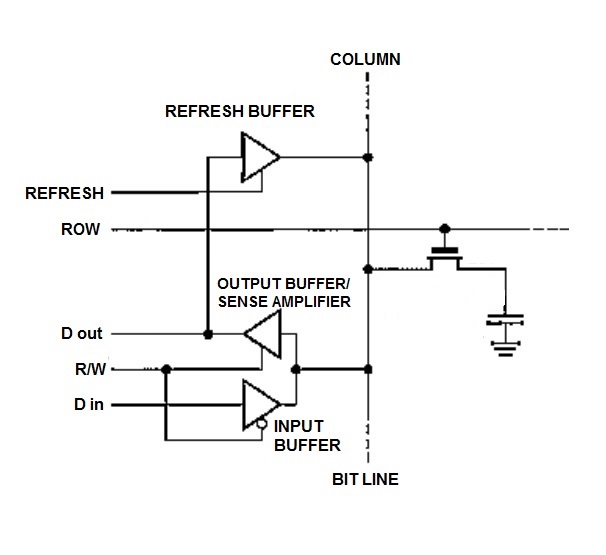 COLUMN
REFRESH BUFFER
REFRESH
ROW
OUTPUT BUFFER/
SENSE AMPLIFIER
D out
R/W
D in
INPUT
BUFFER
BIT LINE